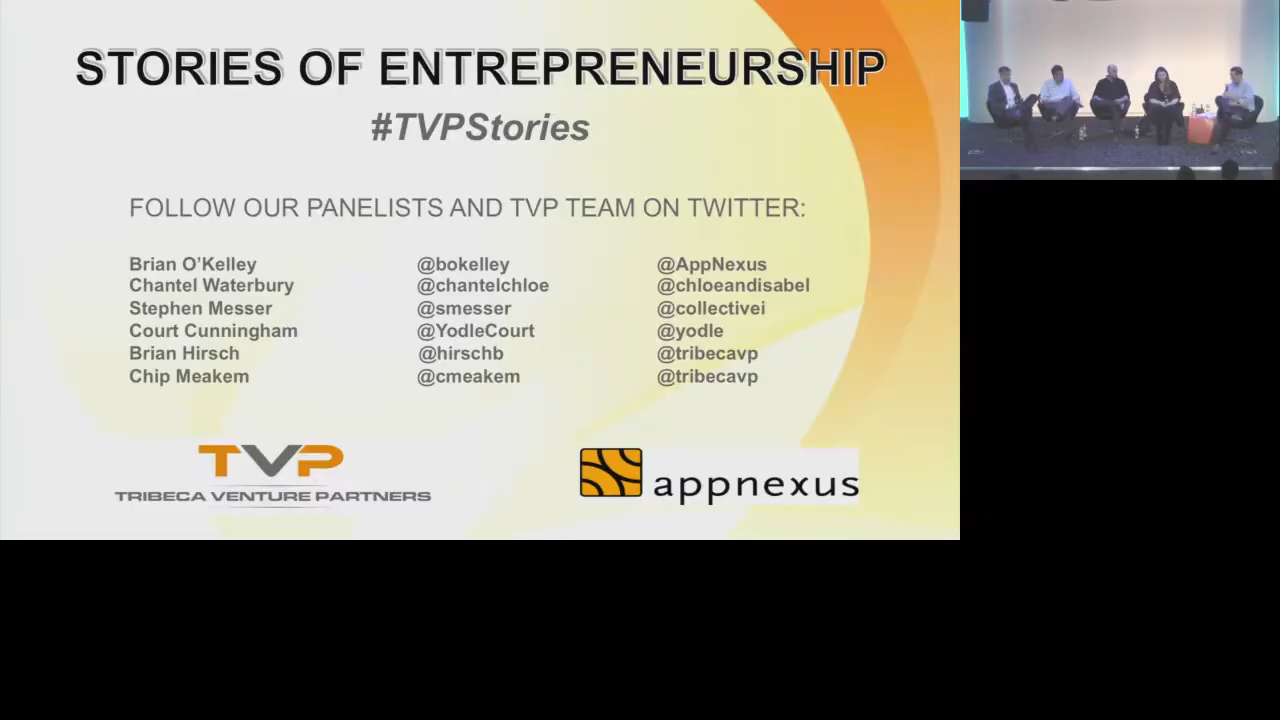 STORIES OF ENTREPRENEURSHIP
#TVPStories
FOLLOW OUR PANELISTS AND TVP TEAM ON TWITTER:
Brian O'Kelley @bokelley @AppNexus
Chantel Waterbury @chantelchloe @chloeandisabel
Stephen Messer @smesser @collectivei
Court Cunningham @YodleCourt @yodle
Brian Hirsch @hirschb @tribecavp
Chip Meakem @cmeakem @tribecavp
TVP
TRIBECA VENTURE PARTNERS
appnexus